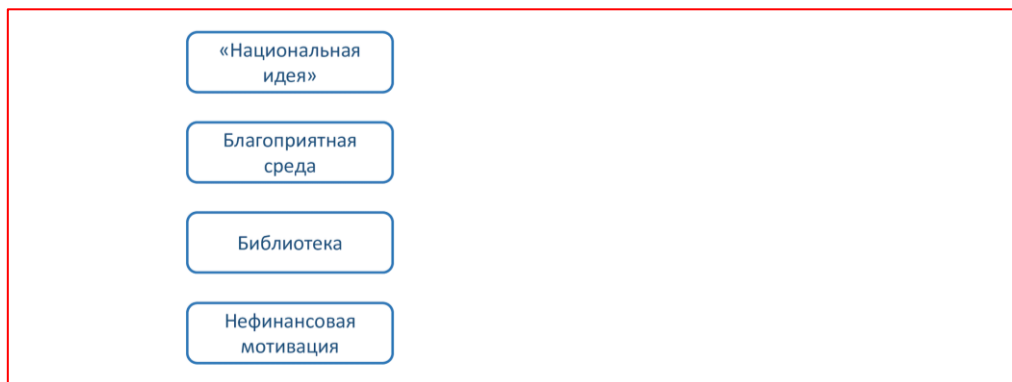 «Национальная
идея»
Благоприятная
среда
Библиотека
Нефинансовая
мотивация